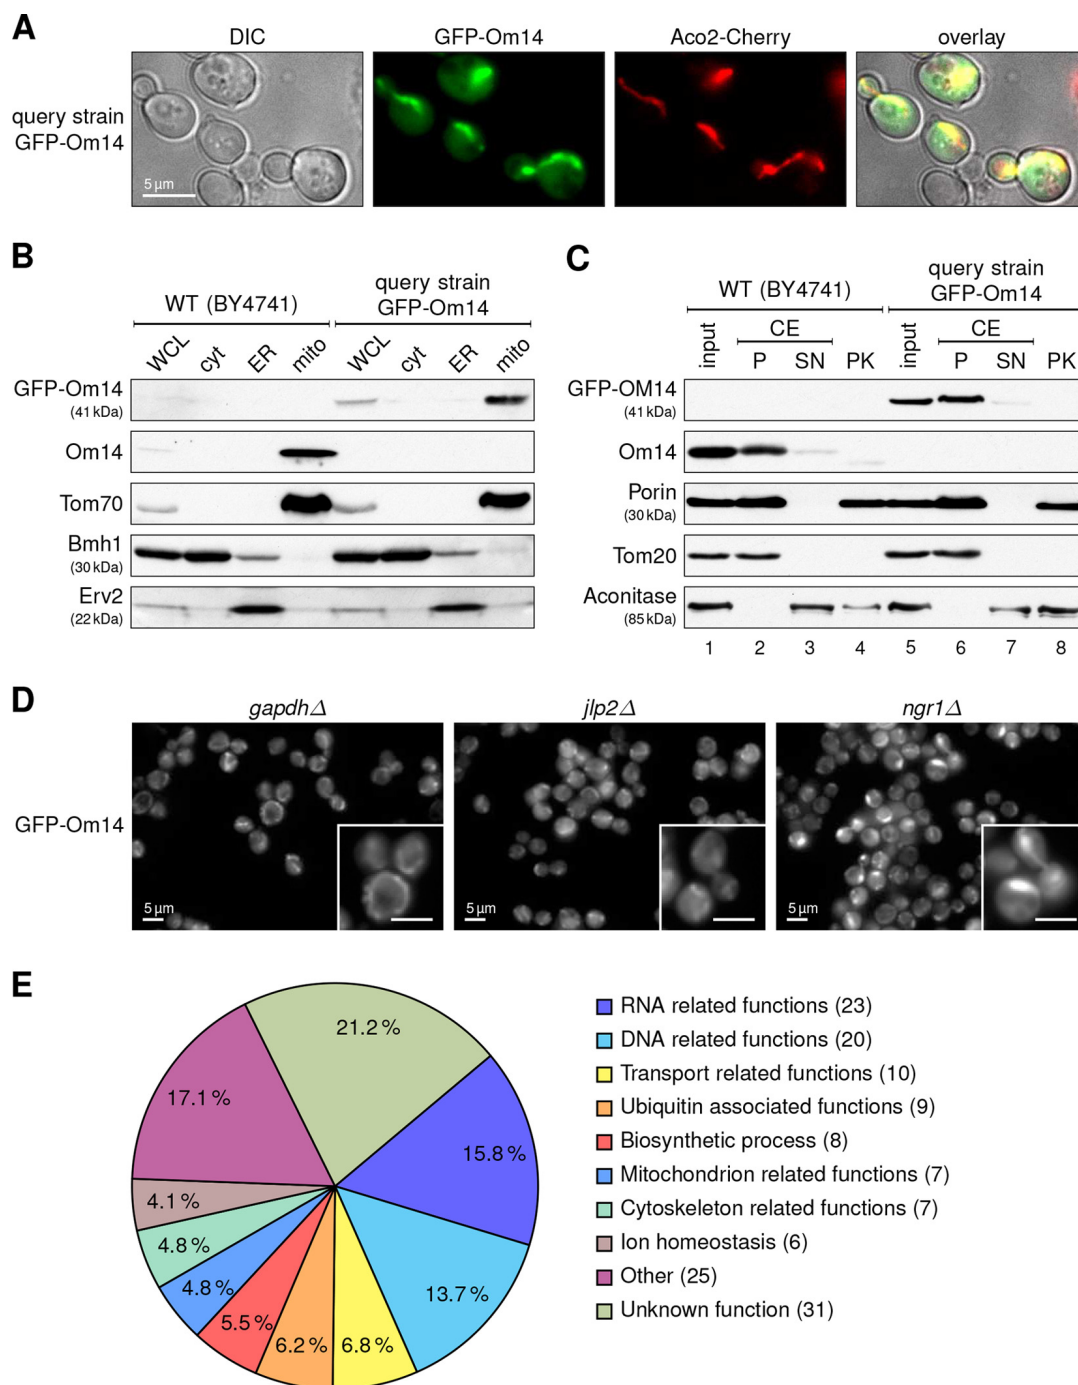 A
DIC
GFP-Om14
Aco2-Cherry
overlay
query strain
GFP-Om14
5 µm
B
WT (BY4741)
query strain
GFP-Om14
WCL
cyt
ER
mito
WCL
cyt
ER
mito
GFP-Om14
(41 kDa)
Om14
Tom70
Bmh1
(30 kDa)
Erv2
(22 kDa)
C
WT (BY4741)
query strain
GFP-Om14
input
CE
P
SN
PK
input
CE
P
SN
PK
GFP-OM14
(41 kDa)
Om14
Porin
(30 kDa)
Tom20
Aconitase
(85 kDa)
1 2 3 4 5 6 7 8
D
gapdhΔ
jlp2Δ
ngr1Δ
GFP-Om14
5 µm
5 µm
5 µm
E
21.2 %
17.1 %
15.8 %
4.1 %
4.8 %
4.8 %
5.5 %
6.2 %
6.8 %
13.7 %
RNA related functions (23)
DNA related functions (20)
Transport related functions (10)
Ubiquitin associated functions (9)
Biosynthetic process (8)
Mitochondrion related functions (7)
Cytoskeleton related functions (7)
Ion homeostasis (6)
Other (25)
Unknown function (31)